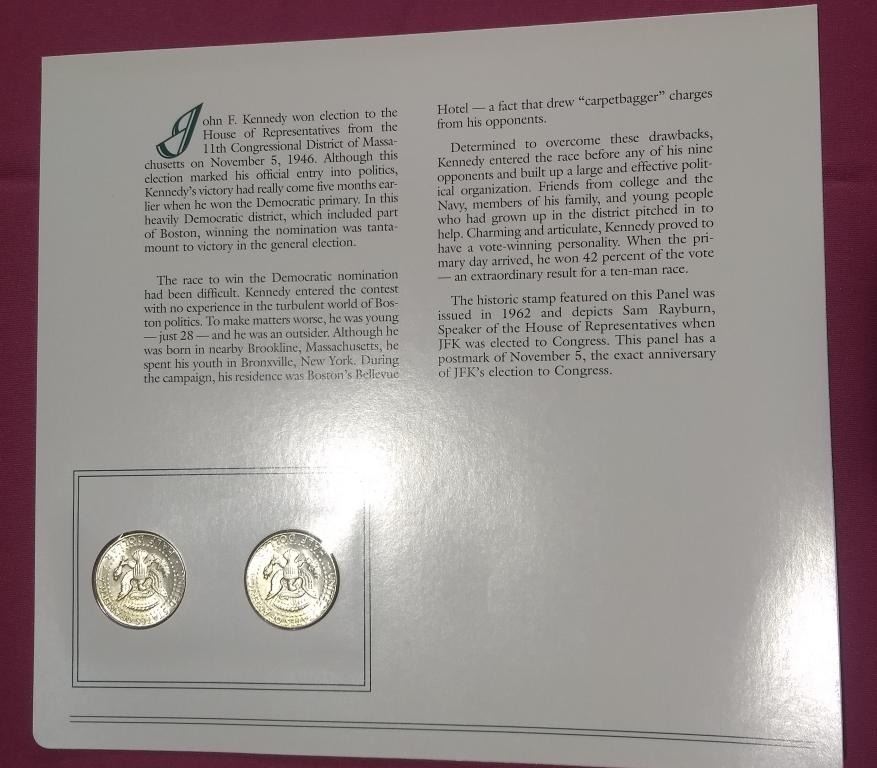 John F. Kennedy won election to the
House of Representatives from the
11th Congressional District of Massa-
chusetts on November 5, 1946. Although this
election marked his official entry into politics,
Kennedy's victory had really come five months ear-
lier when he won the Democratic primary. In this
heavily Democratic district, which included part
of Boston, winning the nomination was tanta-
mount to victory in the general election.
The race to win the Democratic nomination
had been difficult. Kennedy entered the contest
with no experience in the turbulent world of Bos-
ton politics. To make matters worse, he was young
— just 28 — and he was an outsider. Although he
was born in nearby Brookline, Massachusetts, he
spent his youth in Bronxville, New York. During
the campaign, his residence was Boston's Bellevue
Hotel — a fact that drew “carpetbagger” charges
from his opponents.
Determined to overcome these drawbacks,
Kennedy entered the race before any of his nine
opponents and built up a large and effective polit-
ical organization. Friends from college and the
Navy, members of his family, and young people
who had grown up in the district pitched in to
help. Charming and articulate, Kennedy proved to
have a vote-winning personality. When the pri-
mary day arrived, he won 42 percent of the vote
— an extraordinary result for a ten-man race.
The historic stamp featured on this Panel was
issued in 1962 and depicts Sam Rayburn,
Speaker of the House of Representatives when
JFK was elected to Congress. This panel has a
postmark of November 5, the exact anniversary
of JFK's election to Congress.